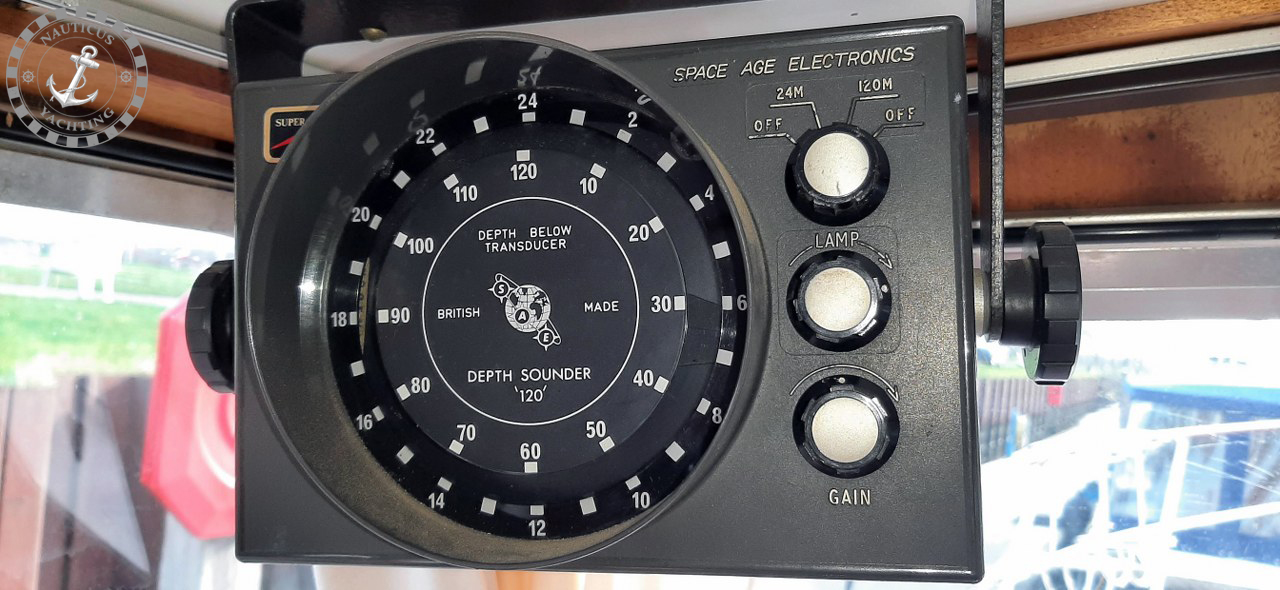 NAUTICUS
YACHTING
SUPER
SPACE AGE ELECTRONICS
24M 120M
OFF OFF
LAMP
GAIN
24
2
4
6
8
10
12
14
16
18
20
22
120
10
20
30
40
50
60
70
80
90
100
110
DEPTH BELOW
TRANSDUCER
S
A
E
BRITISH MADE
DEPTH SOUNDER
'120'